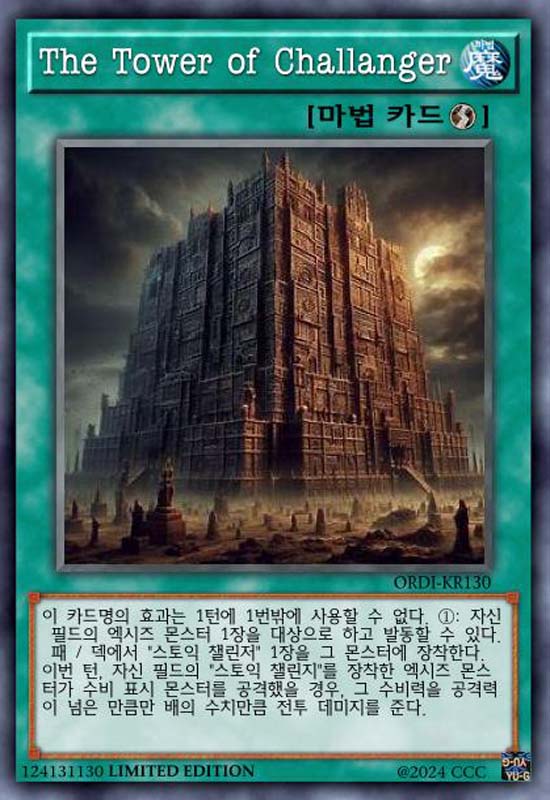 The Tower of Challanger
마법
魔
[마법 카드]
ORDI-KR130
이 카드명의 효과는 1턴에 1번밖에 사용할 수 없다. ①: 자신
필드의 엑시즈 몬스터 1장을 대상으로 하고 발동할 수 있다.
패 / 덱에서 "스토익 챌린저" 1장을 그 몬스터에 장착한다.
이번 턴, 자신 필드의 "스토익 챌린지"를 장착한 엑시즈 몬스
터가 수비 표시 몬스터를 공격했을 경우, 그 수비력을 공격력
이 넘은 만큼만 배의 수치만큼 전투 데미지를 준다.
124131130 LIMITED EDITION
@2024 CCC
YU-G